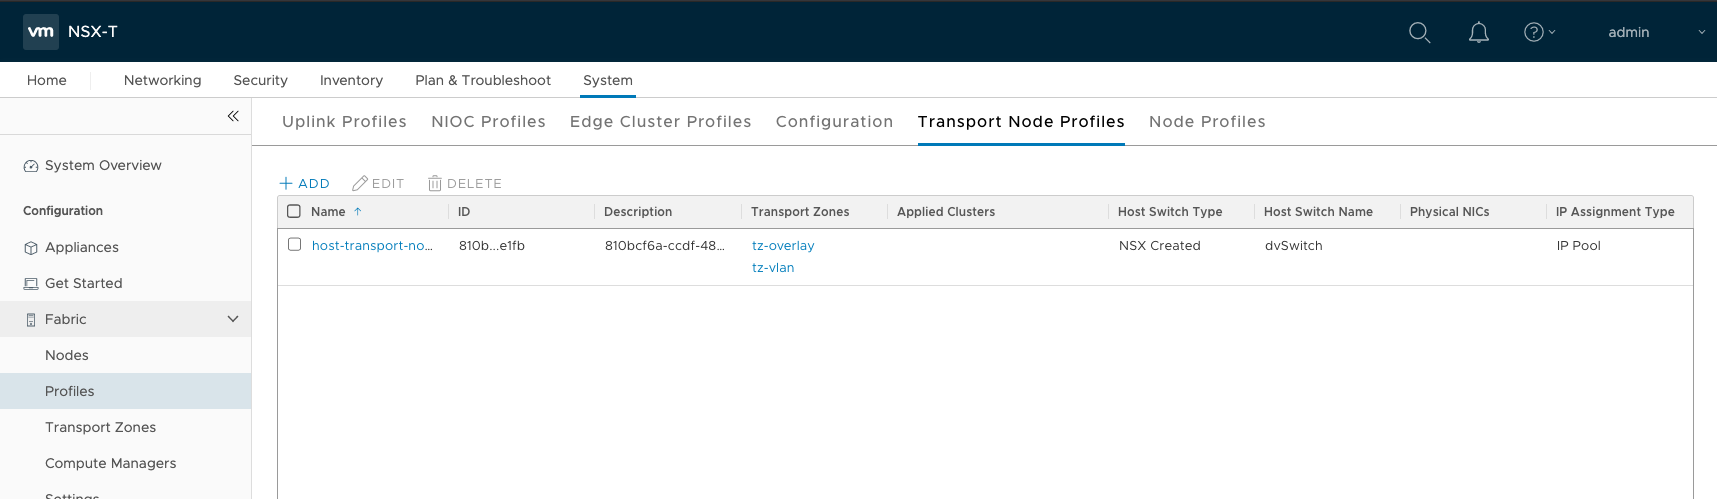 vm NSX-T
admin
Home Networking Security Inventory Plan & Troubleshoot System
Uplink Profiles NIOC Profiles Edge Cluster Profiles Configuration Transport Node Profiles Node Profiles
System Overview
Configuration
Appliances
Get Started
Fabric
Nodes
Profiles
Transport Zones
Compute Managers
Settings
ADD EDIT DELETE
Name ID Description Transport Zones Applied Clusters Host Switch Type Host Switch Name Physical NICs IP Assignment Type
host-transport-no... 810b...e1fb 810bcf6a-ccdf-48... tz-overlay NSX Created dvSwitch IP Pool
tz-vlan